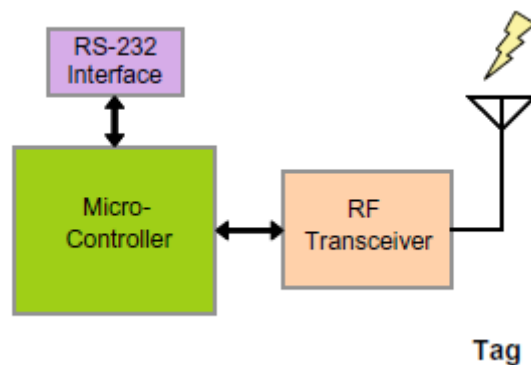 RS-232
Interface
Micro-
Controller
RF
Transceiver
Tag